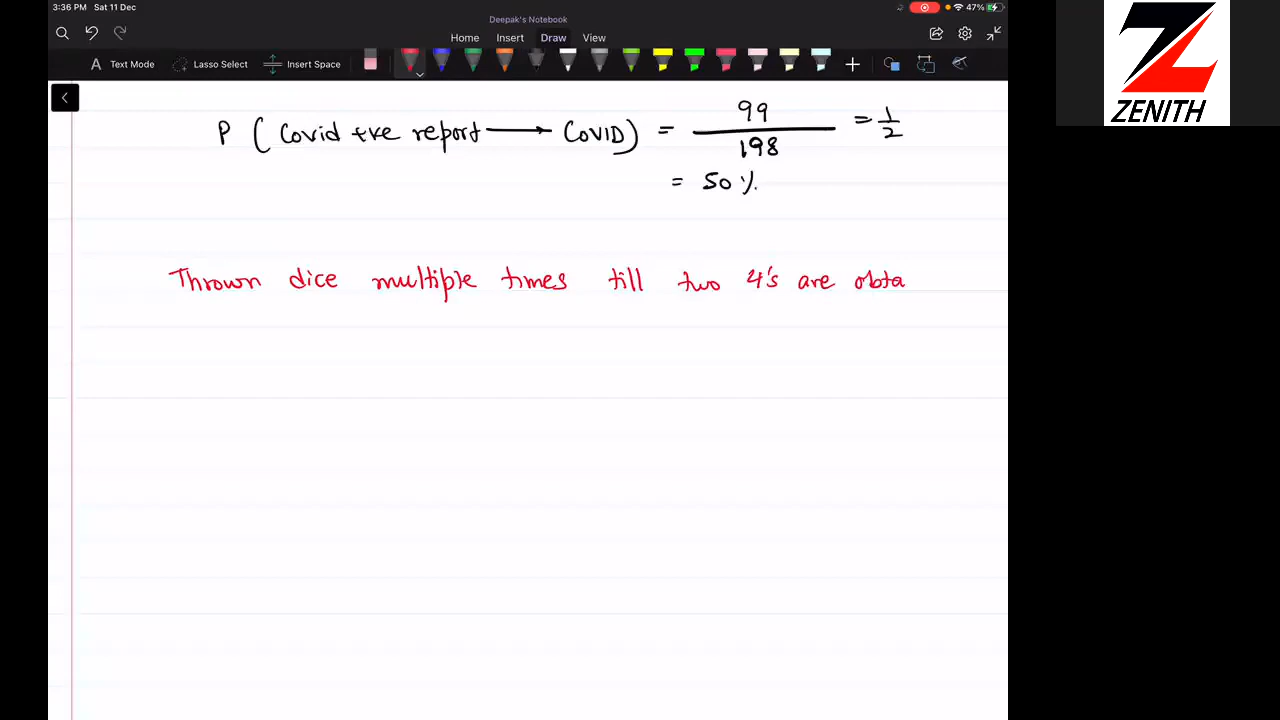 3:36 PM Sat 11 Dec
47%
Deepak's Notebook
Home Insert Draw View
Text Mode Lasso Select Insert Space
P (Covid +ve report ⟶ COVID) = 99/198 = 1/2
= 50%
Thrown dice multiple times till two 4's are obta
ZENITH